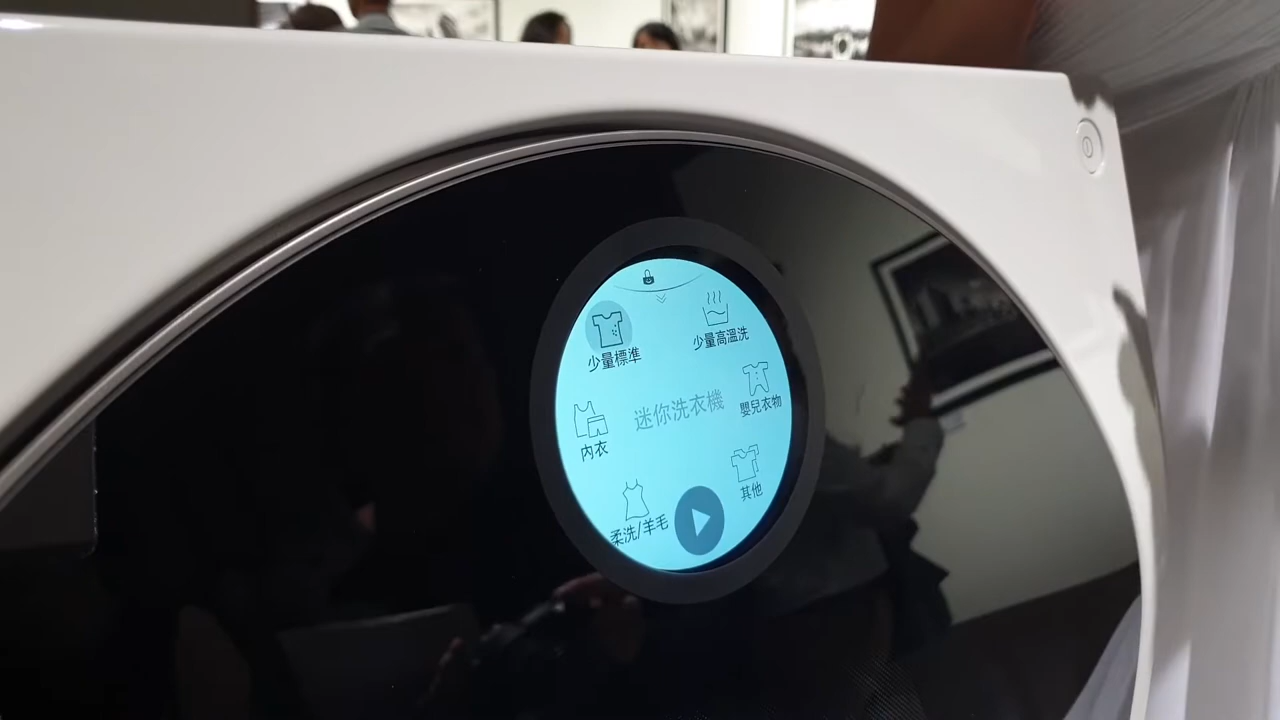 少量標準
少量高溫洗
內衣
迷你洗衣機
嬰兒衣物
柔洗/羊毛
其他